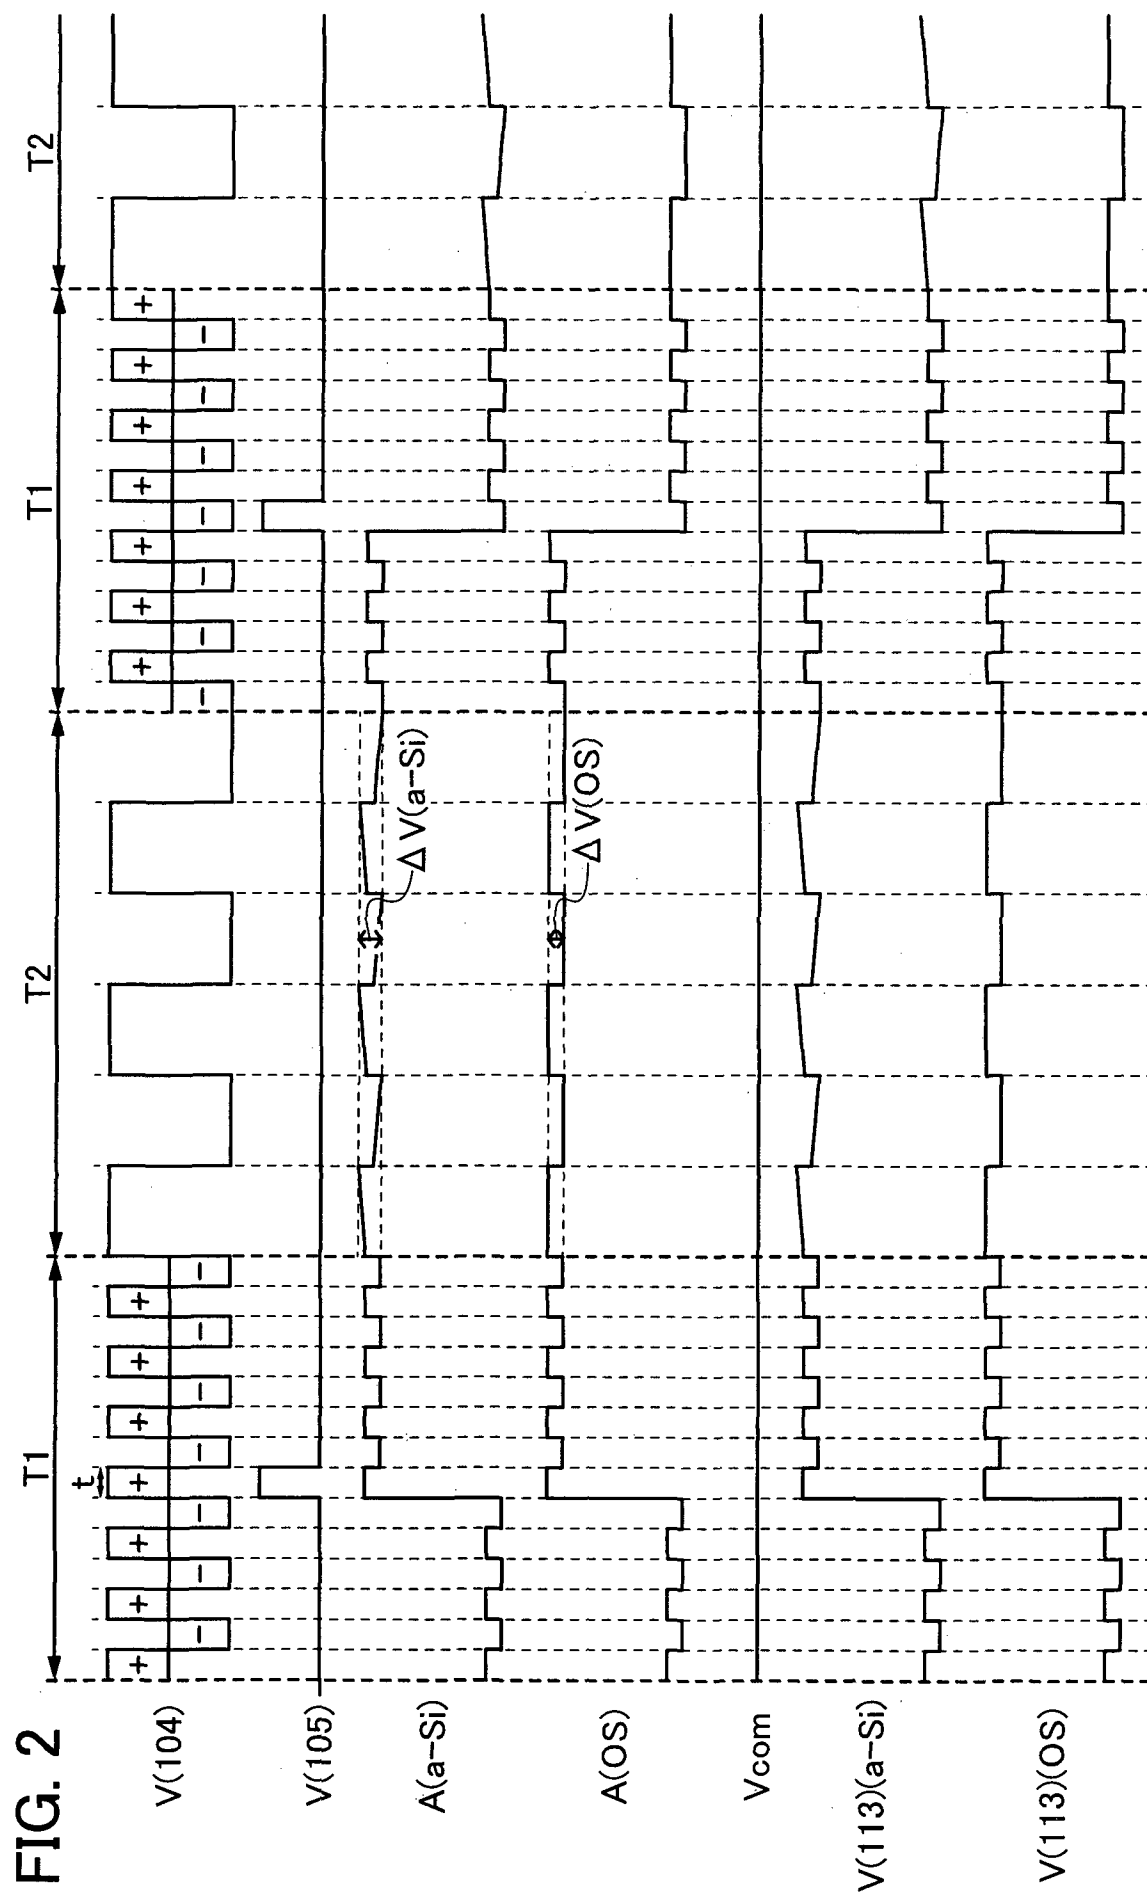 FIG. 2
T1 T2 T1 T2
t
V(104) + − + − + − + − + − + − + − − + − + − + − + − + − + − +
V(105)
A(a-Si)
ΔV(a-Si)
A(OS)
ΔV(OS)
Vcom
V(113)(a-Si)
V(113)(OS)